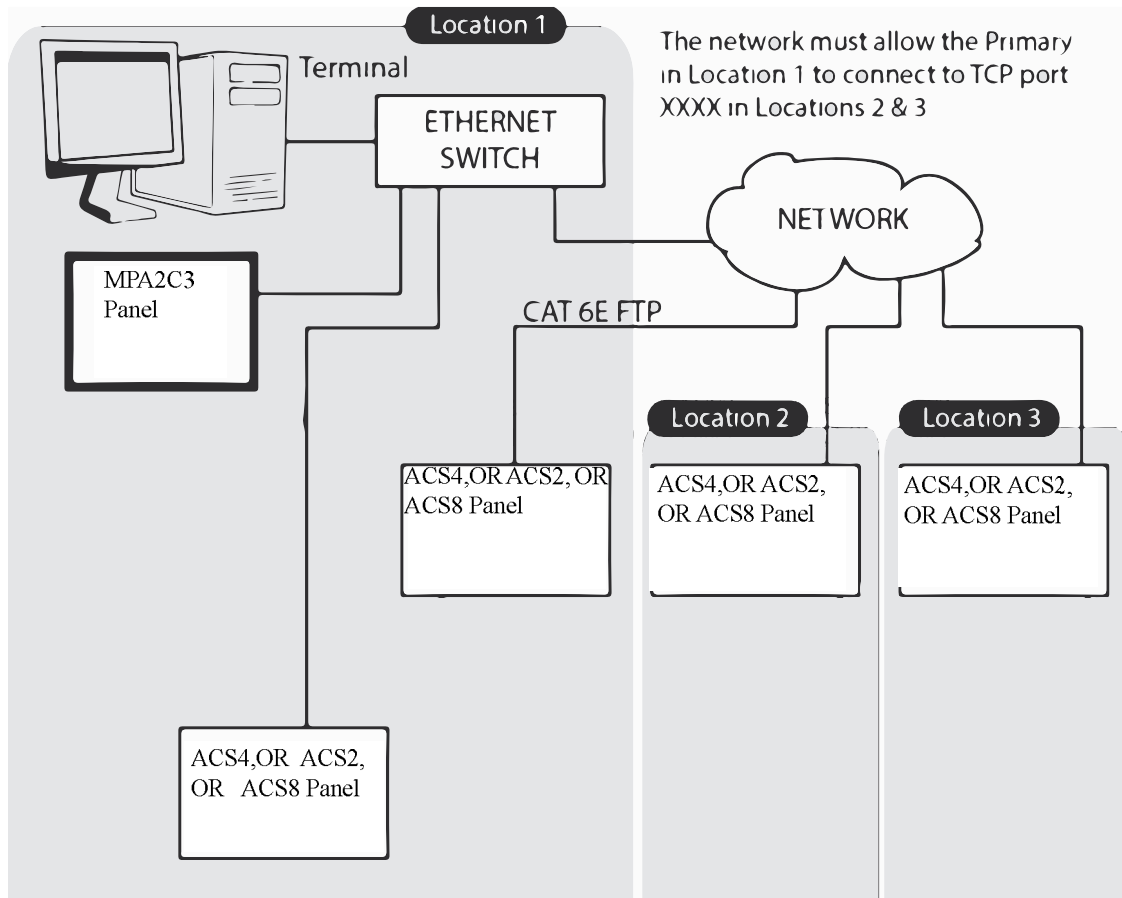 Location 1
Terminal
ETHERNET
SWITCH
The network must allow the Primary
in Location 1 to connect to TCP port
XXXX in Locations 2 & 3
NETWORK
MPA2C3
Panel
CAT 6E FTP
Location 2
Location 3
ACS4,OR ACS2, OR
ACS8 Panel
ACS4,OR ACS2,
OR ACS8 Panel
ACS4,OR ACS2,
OR ACS8 Panel
ACS4,OR ACS2,
OR ACS8 Panel